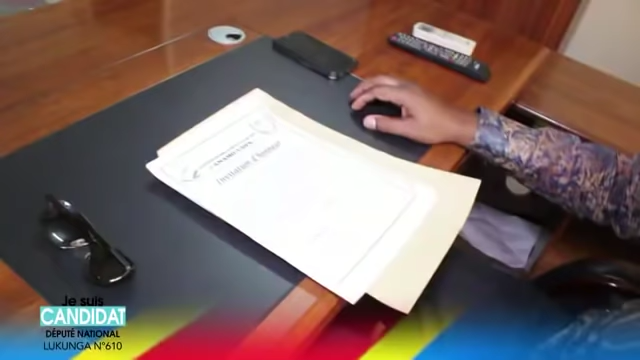 l'invitation d'honneur
Je suis
CANDIDAT
DÉPUTÉ NATIONAL
LUKUNGA N°610